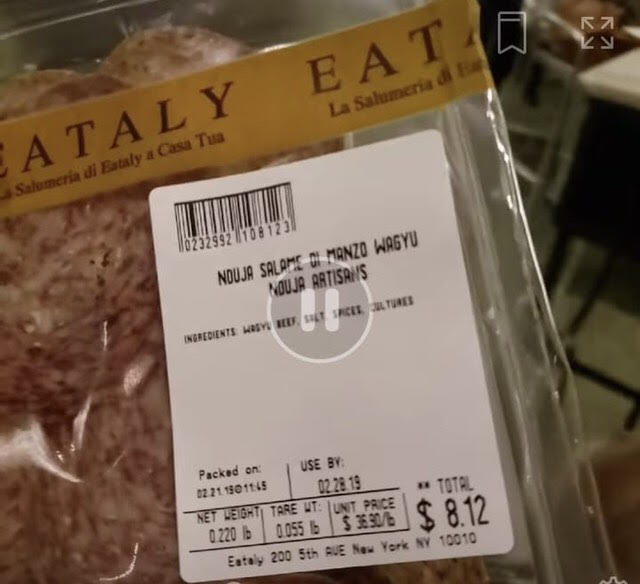 EATALY EAT
La Salumeria di Eataly a Casa Tua La Salumeria di Ea
0232992 108123
NDUJA SALAME DI MANZO WAGYU
NDUJA ARTISANS
INGREDIENTS: WAGYU BEEF, SALT, SPICES, CULTURES
Packed on: USE BY:
02.21.19@11:45 02.28.19
** TOTAL
NET WEIGHT TARE WT: UNIT PRICE
0.220 lb 0.055 lb $ 36.90/lb $ 8.12
Eataly 200 5th AVE New York NY 10010